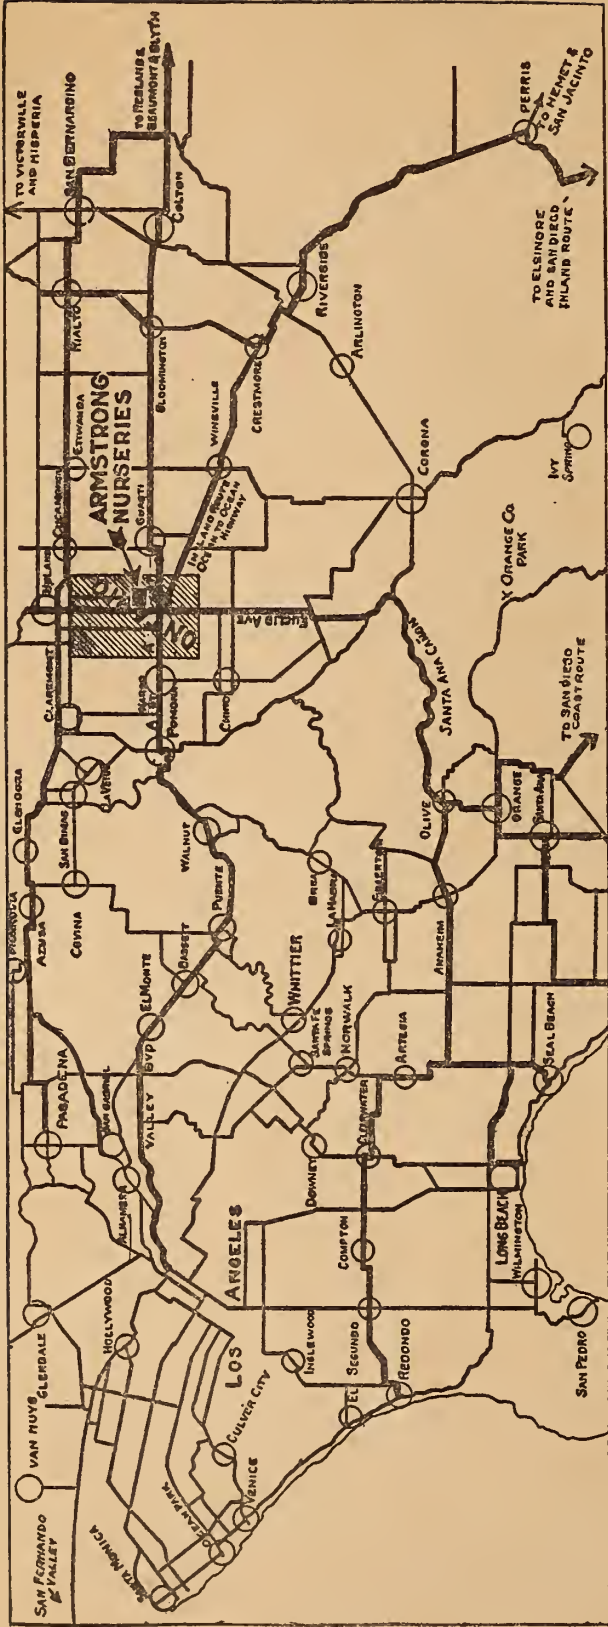 SAN FERNANDO
VALLEY
VAN NUYS
GLENDALE
HOLLYWOOD
SANTA MONICA
OCEAN PARK
VENICE
CULVER CITY
LOS ANGELES
INGLEWOOD
EL SEGUNDO
REDONDO
COMPTON
SAN PEDRO
WILMINGTON
LONG BEACH
PASADENA
SAN GABRIEL
ALHAMBRA
VALLEY BVD
EL MONTE
BASSETT
PUENTE
WALNUT
DOWNEY
CLEARWATER
SANTA FE
SPRINGS
NORWALK
ARTESIA
WHITTIER
LA HABRA
BREA
FULLERTON
ANAHEIM
SEAL BEACH
MONROVIA
AZUSA
GLENDORA
COVINA
SAN DIMAS
LA VERNE
CLAREMONT
POMONA
CHINO
OLIVE
ORANGE
SANTA ANA
TO SAN DIEGO
COAST ROUTE
SANTA ANA CAÑON
ORANGE CO.
PARK
UPLAND
ONTARIO
A ST
EUCLID AVE
ARMSTRONG
NURSERIES
CUCAMONGA
ETIWANDA
GUASTI
WINEVILLE
INLAND ROUTE
OCEAN TO OCEAN
HIGHWAY
CORONA
IVY
SPRING
RIALTO
BLOOMINGTON
CRESTMORE
ARLINGTON
RIVERSIDE
SAN BERNARDINO
COLTON
TO VICTORVILLE
AND HISPERIA
TO REDLANDS &
BEAUMONT & BLYTH
PERRIS
TO HEMET &
SAN JACINTO
TO ELSINORE
AND SAN DIEGO
INLAND ROUTE